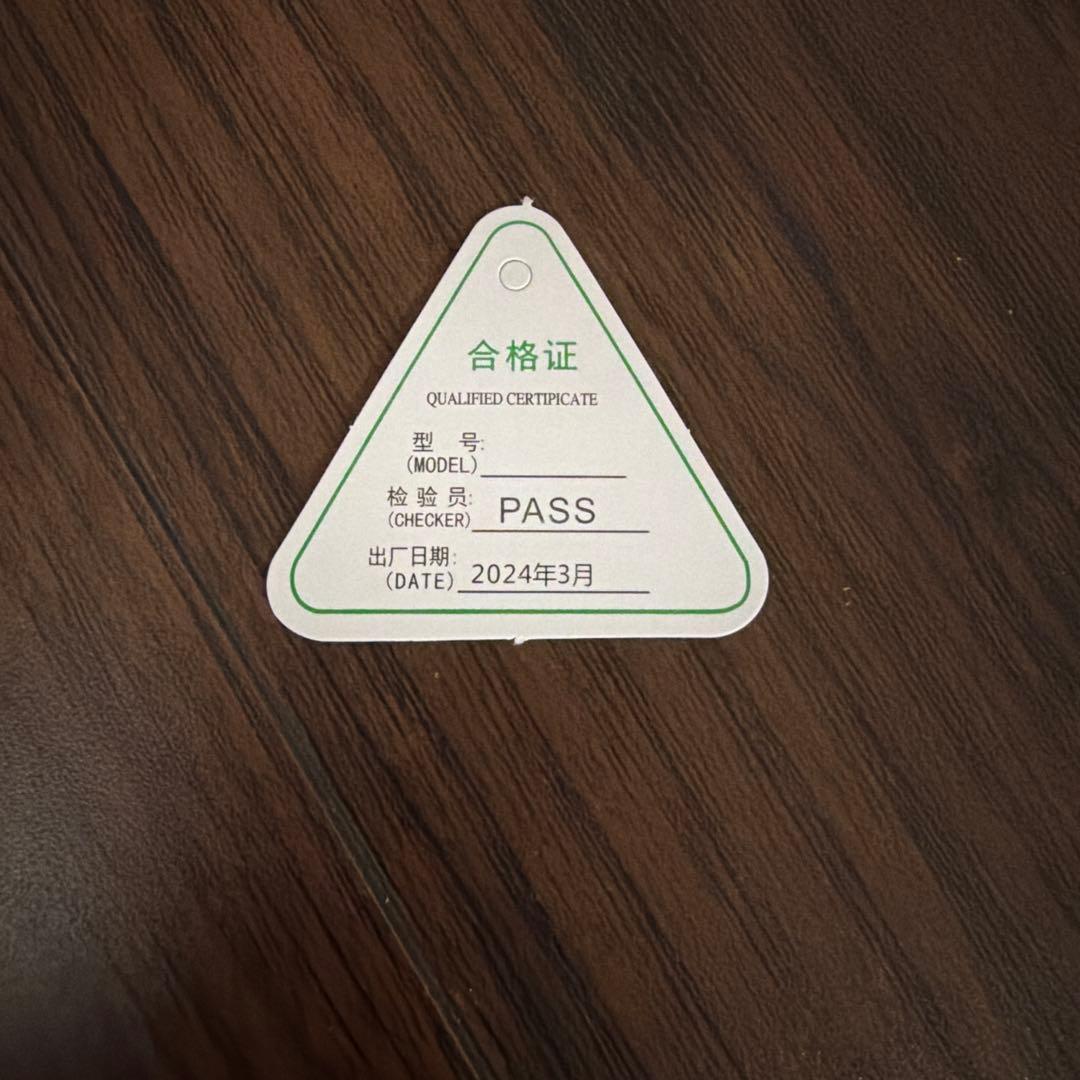 合格证
QUALIFIED CERTIPICATE
型 号:
(MODEL)
检验员:
(CHECKER) PASS
出厂日期:
(DATE) 2024年3月